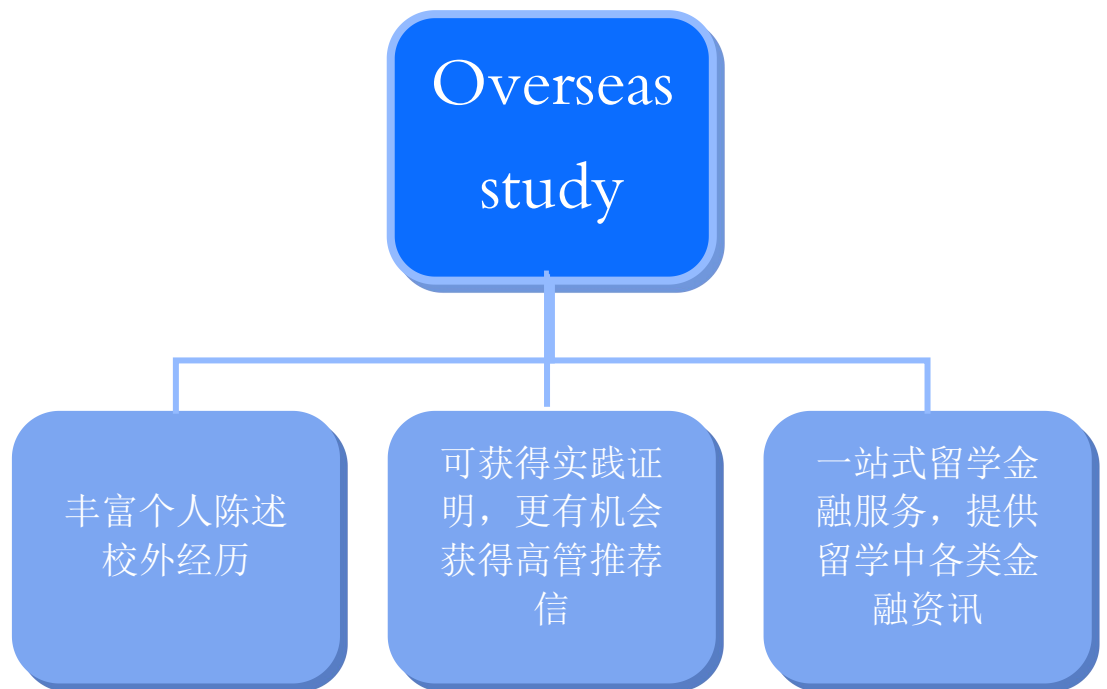 Overseas
study
丰富个人陈述
校外经历
可获得实践证
明，更有机会
获得高管推荐
信
一站式留学金
融服务，提供
留学中各类金
融资讯